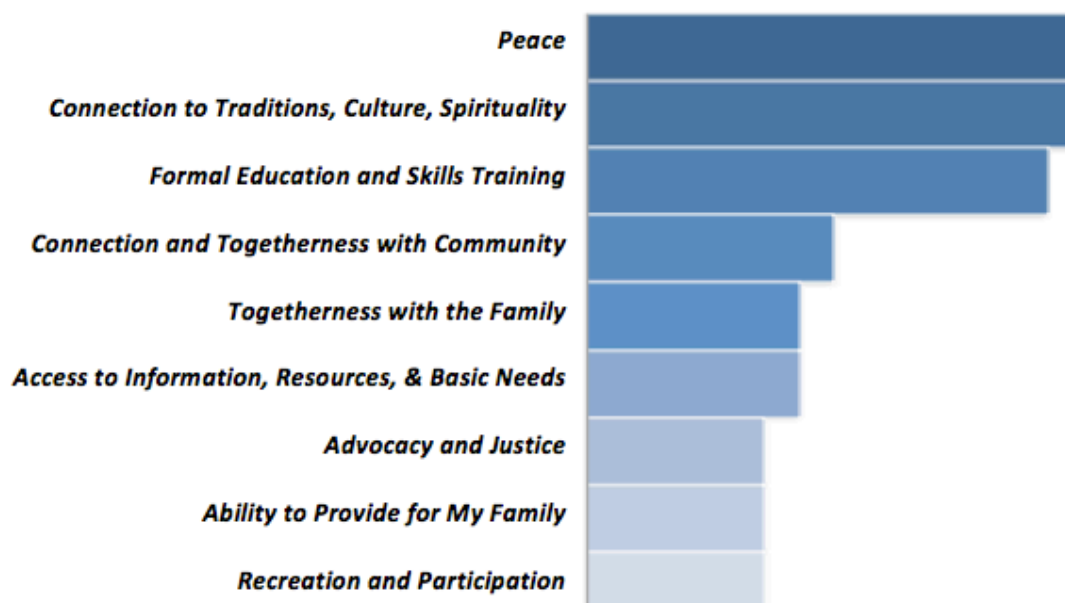 Peace
Connection to Traditions, Culture, Spirituality
Formal Education and Skills Training
Connection and Togetherness with Community
Togetherness with the Family
Access to Information, Resources, & Basic Needs
Advocacy and Justice
Ability to Provide for My Family
Recreation and Participation